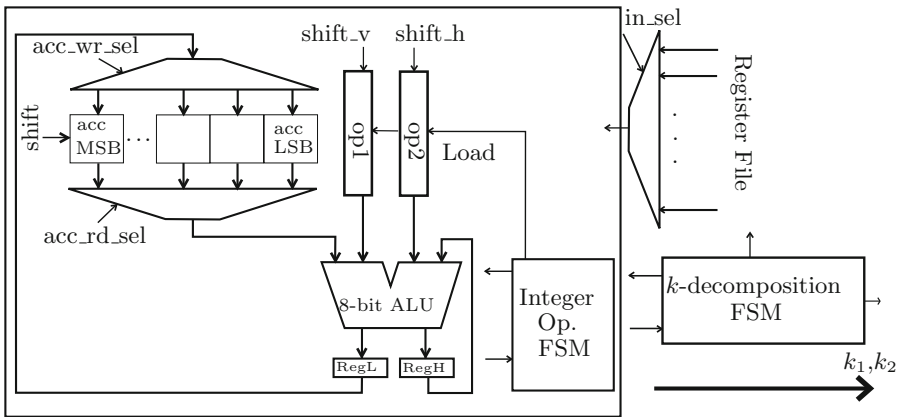 shift_v shift_h
in_sel
acc_wr_sel
Register File
shift
acc
MSB
...
acc
LSB
op1
op2
Load
acc_rd_sel
8-bit ALU
Integer
Op.
FSM
k-decomposition
FSM
RegL
RegH
k1,k2